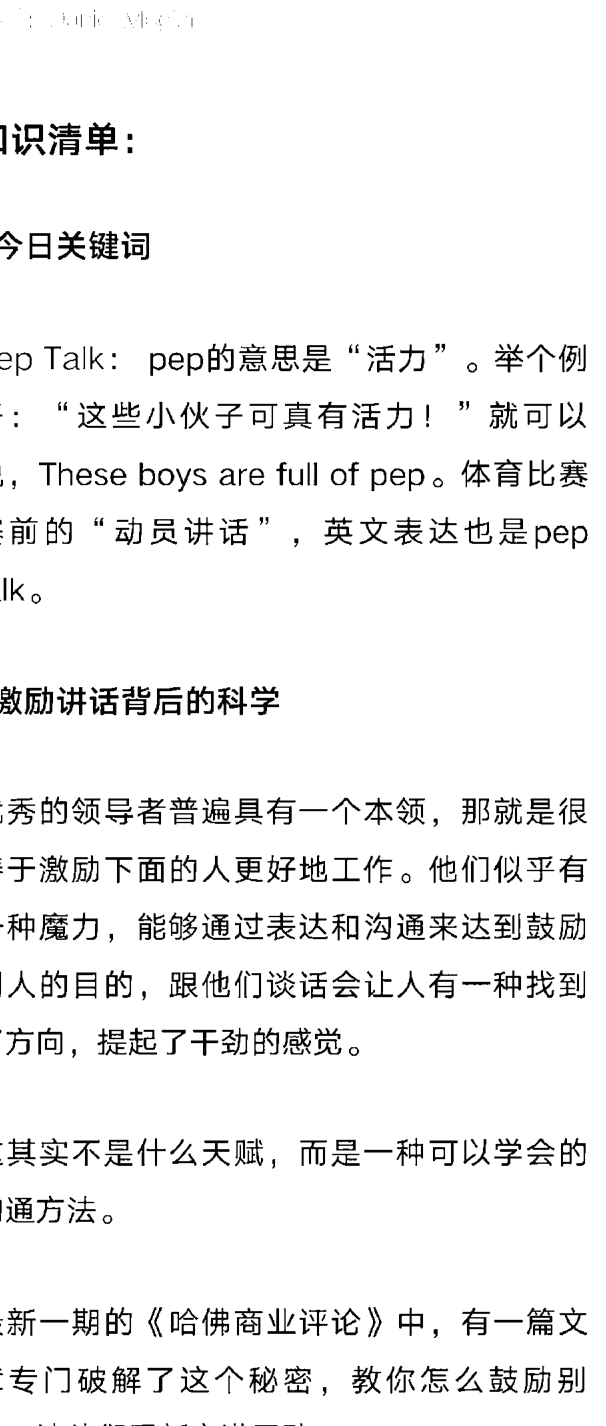 识清单：
今日关键词
ep Talk： pep的意思是“活力”。举个例
：“这些小伙子可真有活力！”就可以
，These boys are full of pep。体育比赛
前的“动员讲话”，英文表达也是pep
lk。
激励讲话背后的科学
秀的领导者普遍具有一个本领，那就是很
于激励下面的人更好地工作。他们似乎有
种魔力，能够通过表达和沟通来达到鼓励
人的目的，跟他们谈话会让人有一种找到
方向，提起了干劲的感觉。
其实不是什么天赋，而是一种可以学会的
通方法。
新一期的《哈佛商业评论》中，有一篇文
专门破解了这个秘密，教你怎么鼓励别